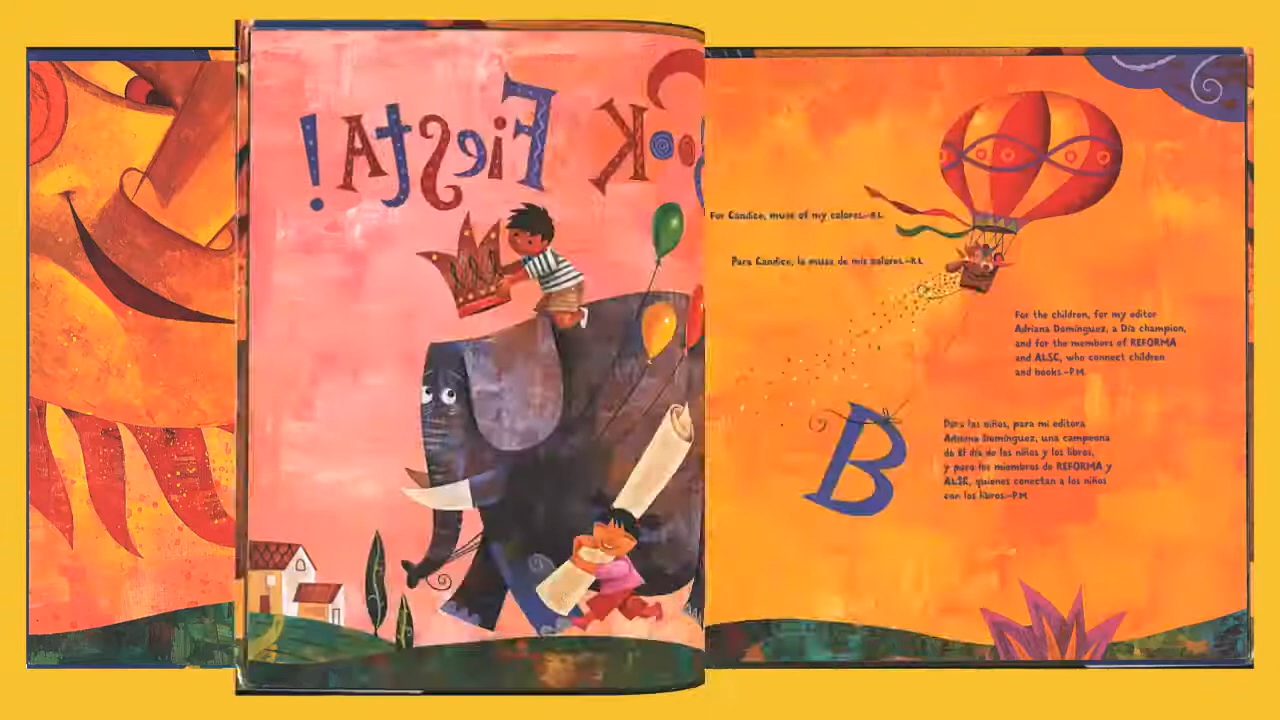 ooK FiestA!
For Candice, muse of my colores.—R.L.
Para Candice, la musa de mis colores.—R.L.
For the children, for my editor
Adriana Domínguez, a Día champion,
and for the members of REFORMA
and ALSC, who connect children
and books.—P.M.
B
Para los niños, para mi editora
Adriana Domínguez, una campeona
de El día de los niños y los libros,
y para los miembros de REFORMA y
ALSC, quienes conectan a los niños
con los libros.—P.M.